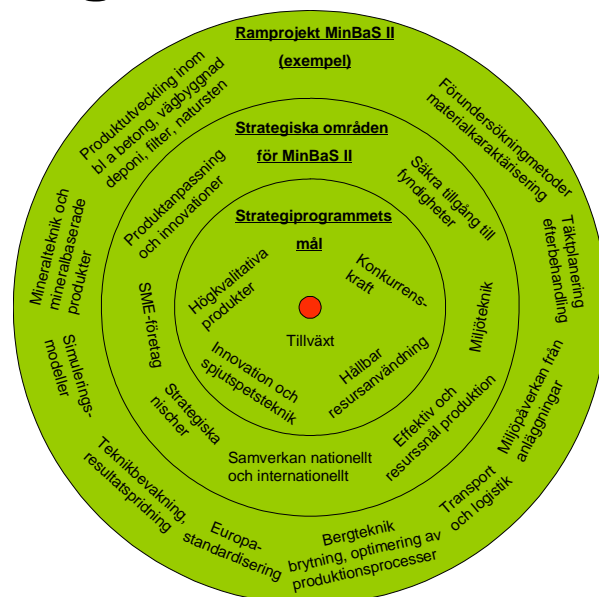 Ramprojekt MinBaS II
(exempel)
Produktutveckling inom
bl a betong, vägbyggnad
deponi, filter, natursten
Förundersökningmetoder
materialkaraktärisering
Strategiska områden
för MinBaS II
Produktanpassning
och innovationer
Säkra tillgång till
fyndigheter
Strategiprogrammets
mål
Mineralteknik och
mineralbaserade
produkter
Täktplanering
efterbehandling
Högkvalitativa
produkter
Konkurrens-
kraft
SME-företag
Miljöteknik
Tillväxt
Simulerings-
modeller
Innovation och
spjutspetsteknik
Hållbar
resursanvändning
Miljöpåverkan från
anläggningar
Strategiska
nischer
Effektiv och
resurssnål produktion
Samverkan nationellt
och internationellt
Teknikbevakning,
resultatspridning
Transport
och logistik
Europa-
standardisering
Bergteknik
brytning, optimering av
produktionsprocesser